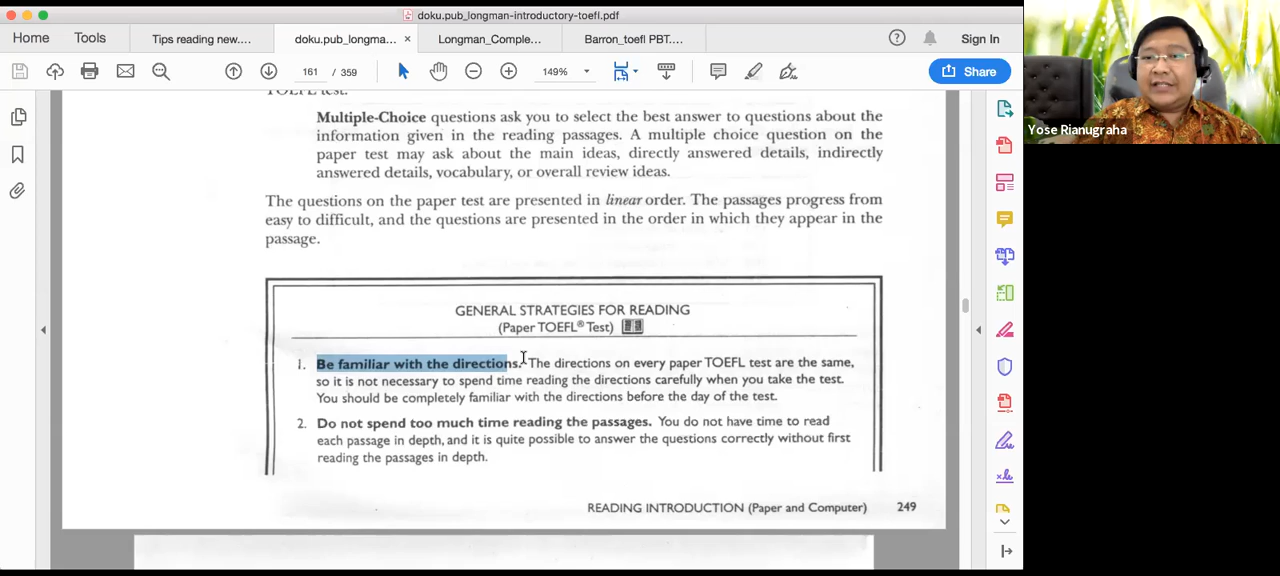 doku.pub_longman-introductory-toefl.pdf
Home
Tools
Tips reading new....
doku.pub_longma...
×
Longman_Comple...
Barron_toefl PBT....
Sign In
161 / 359
149%
Share
TOEFL test.
Multiple-Choice questions ask you to select the best answer to questions about the
information given in the reading passages. A multiple choice question on the
paper test may ask about the main ideas, directly answered details, indirectly
answered details, vocabulary, or overall review ideas.
The questions on the paper test are presented in linear order. The passages progress from
easy to difficult, and the questions are presented in the order in which they appear in the
passage.
GENERAL STRATEGIES FOR READING
(Paper TOEFL® Test)
1. Be familiar with the directions. The directions on every paper TOEFL test are the same,
so it is not necessary to spend time reading the directions carefully when you take the test.
You should be completely familiar with the directions before the day of the test.
2. Do not spend too much time reading the passages. You do not have time to read
each passage in depth, and it is quite possible to answer the questions correctly without first
reading the passages in depth.
READING INTRODUCTION (Paper and Computer) 249
Yose Rianugraha